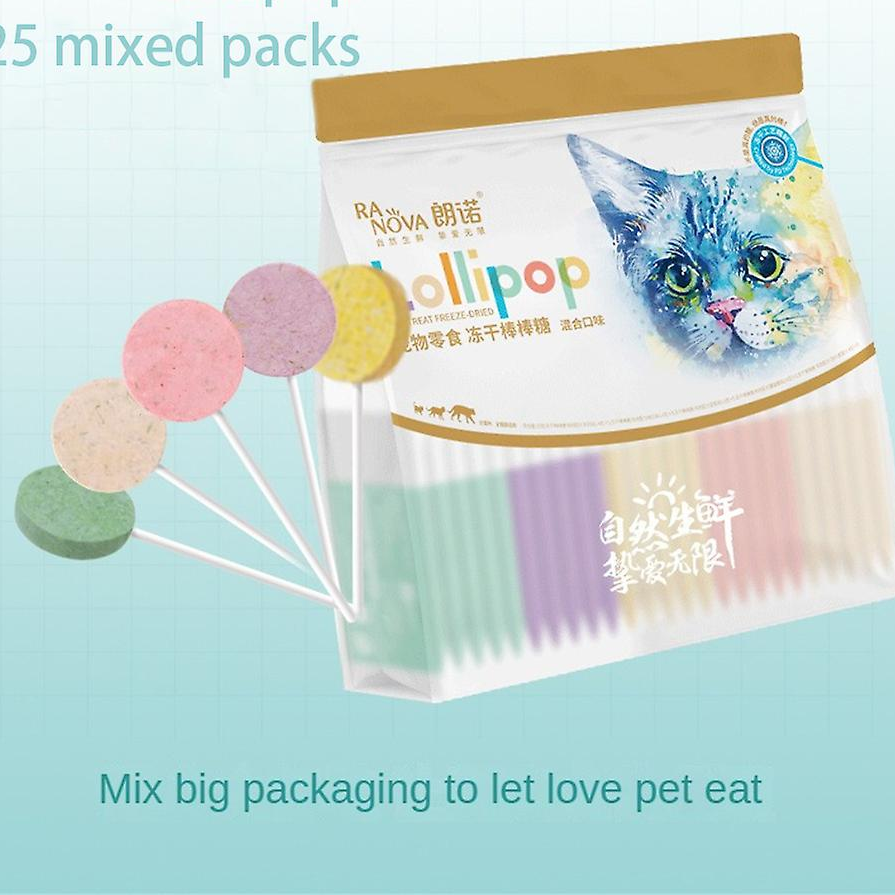 25 mixed packs
RA NOVA 朗诺®
自然生鲜 挚爱无限
Lollipop
TREAT FREEZE-DRIED
宠物零食 冻干棒棒糖 混合口味
自然生鲜
挚爱无限
Mix big packaging to let love pet eat